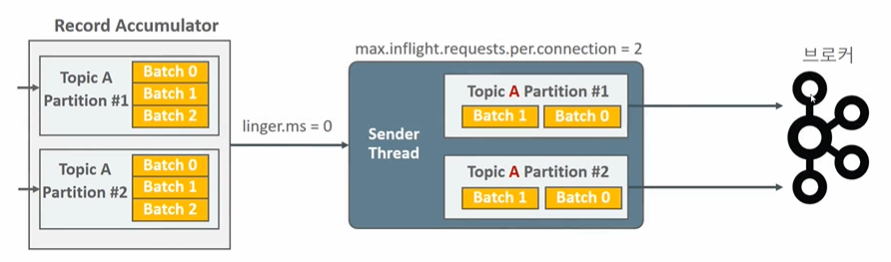 Record Accumulator
Topic A
Partition #1
Batch 0
Batch 1
Batch 2
Topic A
Partition #2
Batch 0
Batch 1
Batch 2
linger.ms = 0
max.inflight.requests.per.connection = 2
Sender
Thread
Topic A Partition #1
Batch 1
Batch 0
Topic A Partition #2
Batch 1
Batch 0
브로커